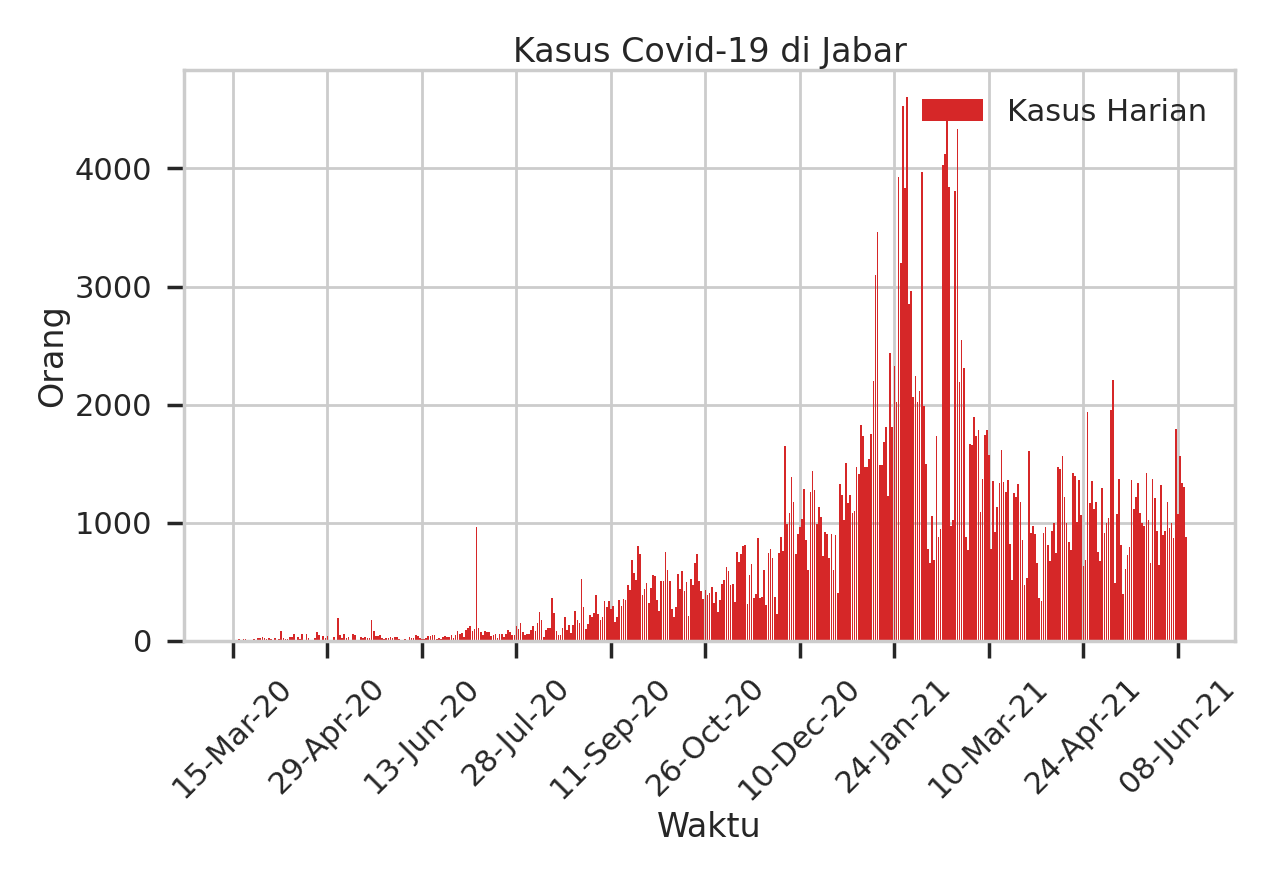 Kasus Covid-19 di Jabar
Kasus Harian
Orang
4000
3000
2000
1000
0
15-Mar-20
29-Apr-20
13-Jun-20
28-Jul-20
11-Sep-20
26-Oct-20
10-Dec-20
24-Jan-21
10-Mar-21
24-Apr-21
08-Jun-21
Waktu